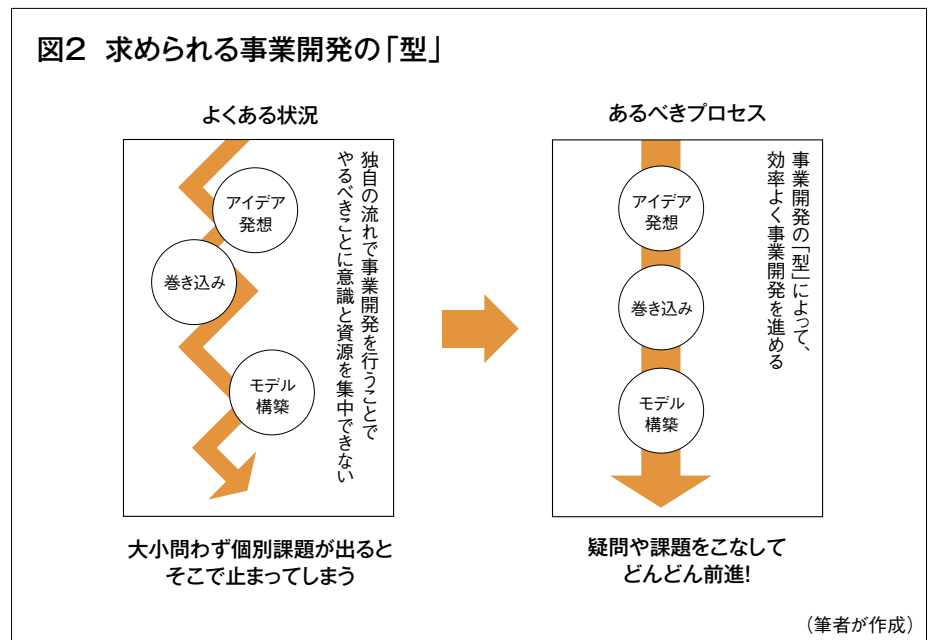 図2 求められる事業開発の「型」
よくある状況
独自の流れで事業開発を行うことで
やるべきことに意識と資源を集中できない
アイデア
発想
巻き込み
モデル
構築
大小問わず個別課題が出ると
そこで止まってしまう
あるべきプロセス
事業開発の「型」によって、
効率よく事業開発を進める
アイデア
発想
巻き込み
モデル
構築
疑問や課題をこなして
どんどん前進!
（筆者が作成）